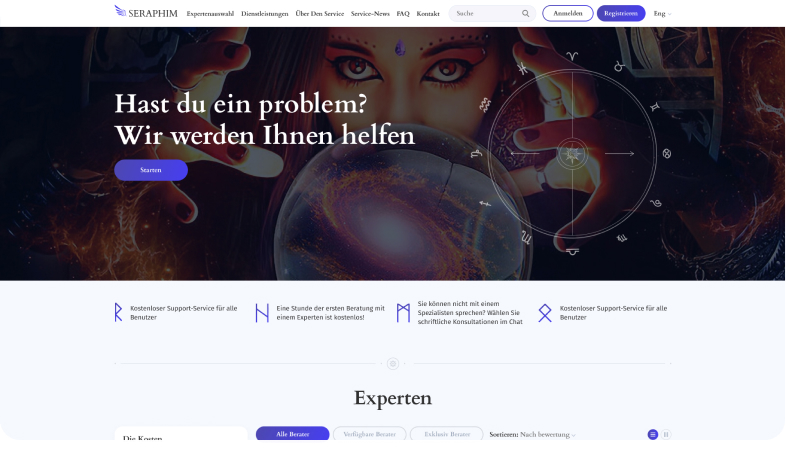 SERAPHIM
Expertenauswahl Dienstleistungen Über Den Service Service-News FAQ Kontakt Suche Anmelden Registrieren Eng
Hast du ein problem?
Wir werden Ihnen helfen
Starten
Kostenloser Support-Service für alle
Benutzer
Eine Stunde der ersten Beratung mit
einem Experten ist kostenlos!
Sie können nicht mit einem
Spezialisten sprechen? Wählen Sie
schriftliche Konsultationen im Chat
Kostenloser Support-Service für alle
Benutzer
Experten
Die Kosten
Alle Berater Verfügbare Berater Exklusiv Berater Sortieren: Nach bewertung